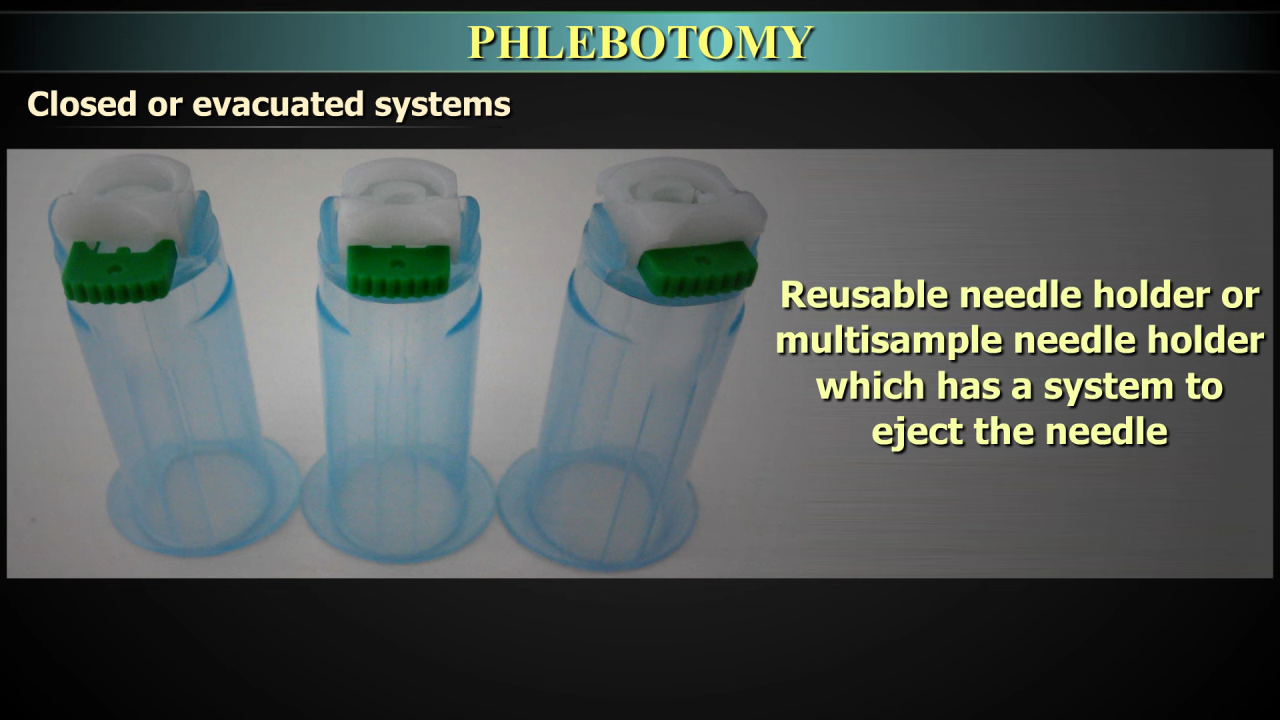 PHLEBOTOMY
Closed or evacuated systems
Reusable needle holder or
multisample needle holder
which has a system to
eject the needle